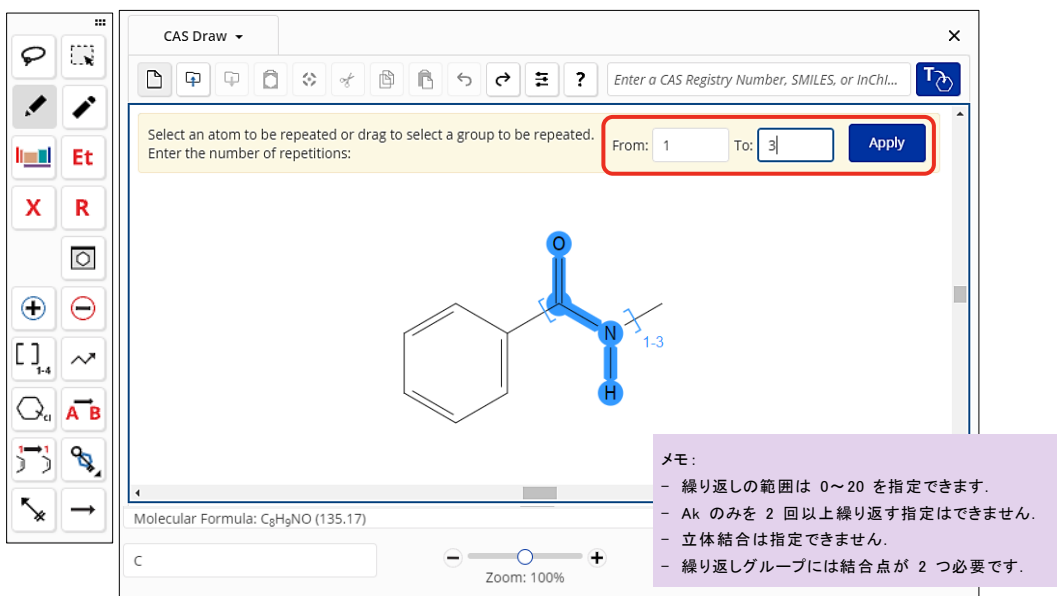 CAS Draw
Enter a CAS Registry Number, SMILES, or InChI...
T
Select an atom to be repeated or drag to select a group to be repeated.
Enter the number of repetitions:
From: 1 To: 3 Apply
Et
X R
[ ] 1-4
Cl
A B
1 1
O
N
1-3
H
Molecular Formula: C₈H₉NO (135.17)
C
Zoom: 100%
メモ:
- 繰り返しの範囲は 0～20 を指定できます.
- Ak のみを 2 回以上繰り返す指定はできません.
- 立体結合は指定できません.
- 繰り返しグループには結合点が 2 つ必要です.